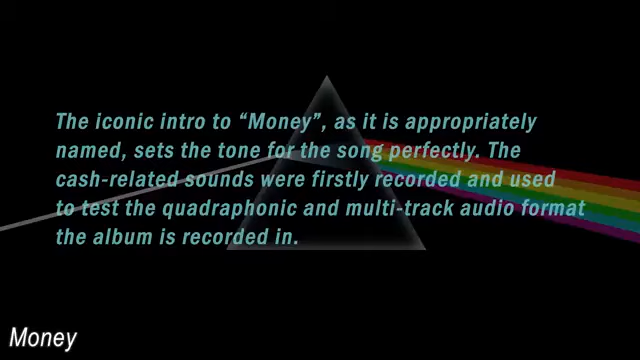 The iconic intro to “Money”, as it is appropriately
named, sets the tone for the song perfectly. The
cash-related sounds were firstly recorded and used
to test the quadraphonic and multi-track audio format
the album is recorded in.
Money